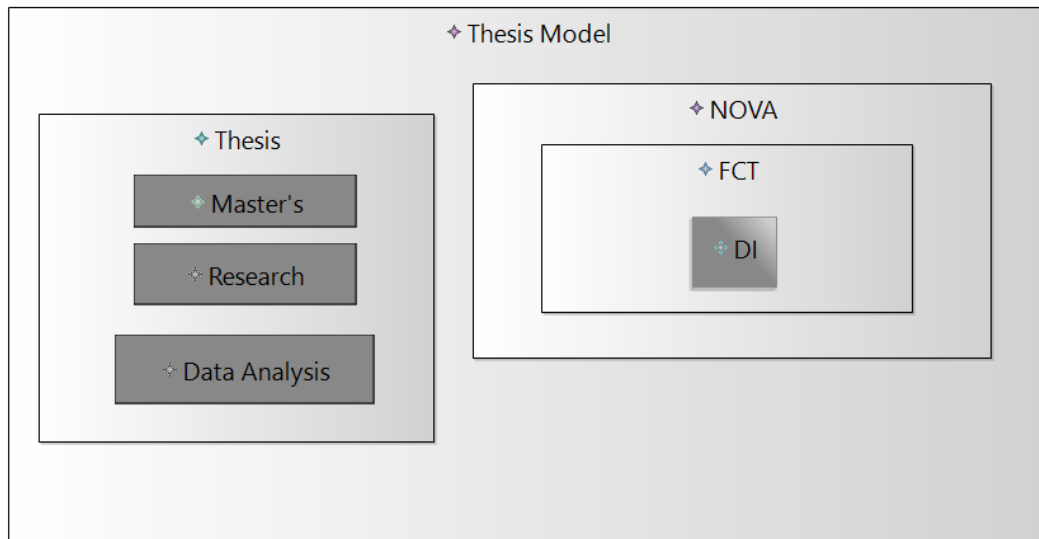 Thesis Model
Thesis
Master's
Research
Data Analysis
NOVA
FCT
DI